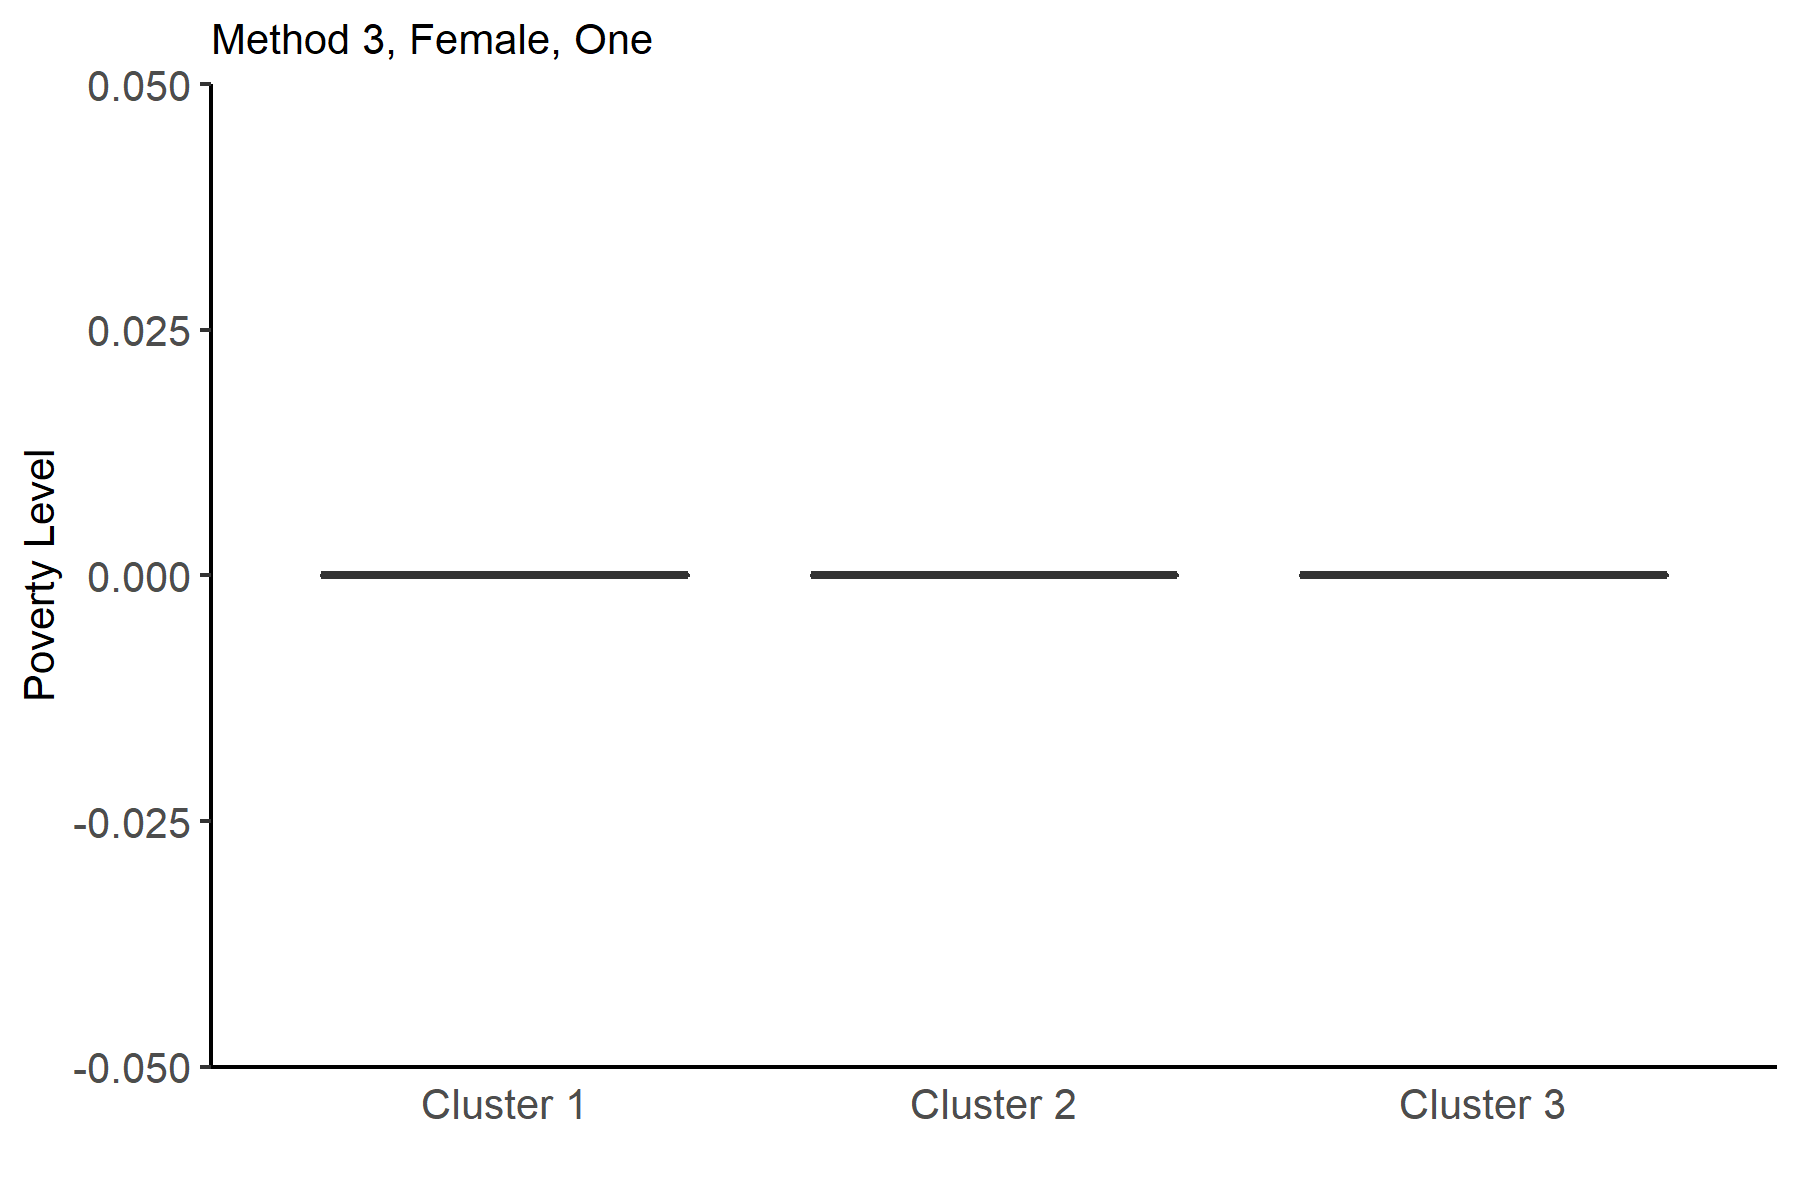 Method 3, Female, One
0.050
0.025
0.000
-0.025
-0.050
Poverty Level
Cluster 1
Cluster 2
Cluster 3